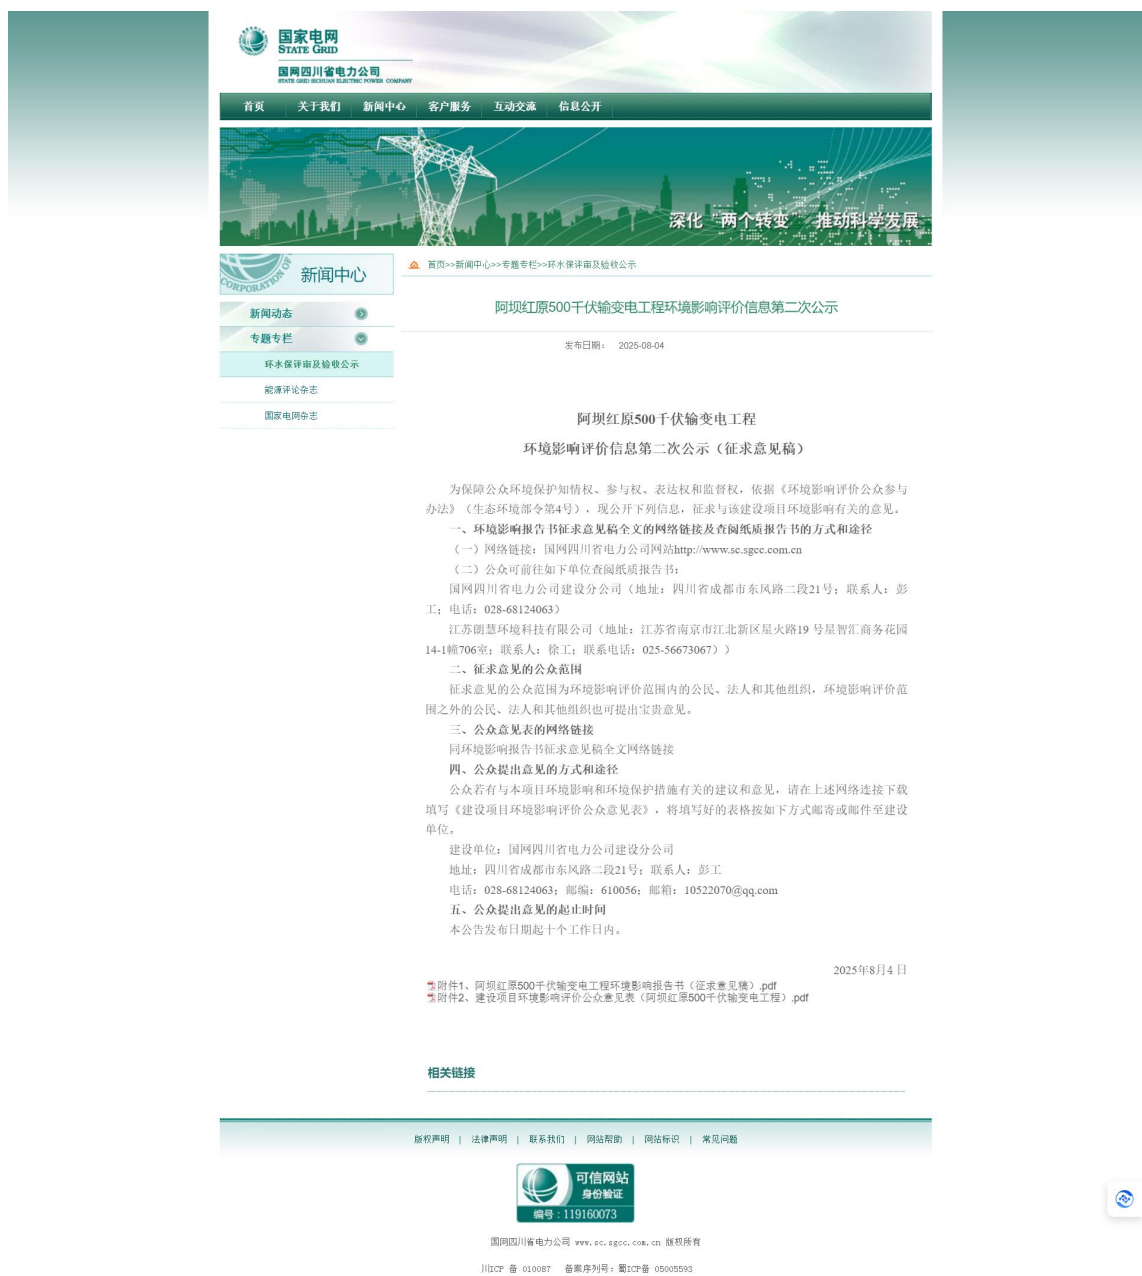 国家电网
STATE GRID
国网四川省电力公司
STATE GRID SICHUAN ELECTRIC POWER COMPANY
首页 关于我们 新闻中心 客户服务 互动交流 信息公开
深化“两个转变” 推动科学发展
CORPORATION OF
新闻中心
首页>>新闻中心>>专题专栏>>环水保评审及验收公示
新闻动态
专题专栏
环水保评审及验收公示
能源评论杂志
国家电网杂志
阿坝红原500千伏输变电工程环境影响评价信息第二次公示
发布日期： 2025-08-04
阿坝红原500千伏输变电工程
环境影响评价信息第二次公示（征求意见稿）
为保障公众环境保护知情权、参与权、表达权和监督权，依据《环境影响评价公众参与
办法》（生态环境部令第4号），现公开下列信息，征求与该建设项目环境影响有关的意见。
一、环境影响报告书征求意见稿全文的网络链接及查阅纸质报告书的方式和途径
（一）网络链接：国网四川省电力公司网站http://www.sc.sgcc.com.cn
（二）公众可前往如下单位查阅纸质报告书：
国网四川省电力公司建设分公司（地址：四川省成都市东风路二段21号；联系人：彭
工；电话：028-68124063）
江苏朗慧环境科技有限公司（地址：江苏省南京市江北新区星火路19 号星智汇商务花园
14-1幢706室；联系人：徐工；联系电话：025-56673067））
二、征求意见的公众范围
征求意见的公众范围为环境影响评价范围内的公民、法人和其他组织，环境影响评价范
围之外的公民、法人和其他组织也可提出宝贵意见。
三、公众意见表的网络链接
同环境影响报告书征求意见稿全文网络链接
四、公众提出意见的方式和途径
公众若有与本项目环境影响和环境保护措施有关的建议和意见，请在上述网络连接下载
填写《建设项目环境影响评价公众意见表》，将填写好的表格按如下方式邮寄或邮件至建设
单位。
建设单位：国网四川省电力公司建设分公司
地址：四川省成都市东风路二段21号；联系人：彭工
电话：028-68124063；邮编：610056；邮箱：10522070@qq.com
五、公众提出意见的起止时间
本公告发布日期起十个工作日内。
2025年8月4 日
附件1、阿坝红原500千伏输变电工程环境影响报告书（征求意见稿）.pdf
附件2、建设项目环境影响评价公众意见表（阿坝红原500千伏输变电工程）.pdf
相关链接
版权声明 | 法律声明 | 联系我们 | 网站帮助 | 网站标识 | 常见问题
可信网站
身份验证
编号：119160073
国网四川省电力公司 www.sc.sgcc.com.cn 版权所有
川ICP 备 010087 备案序列号：蜀ICP备 05005593